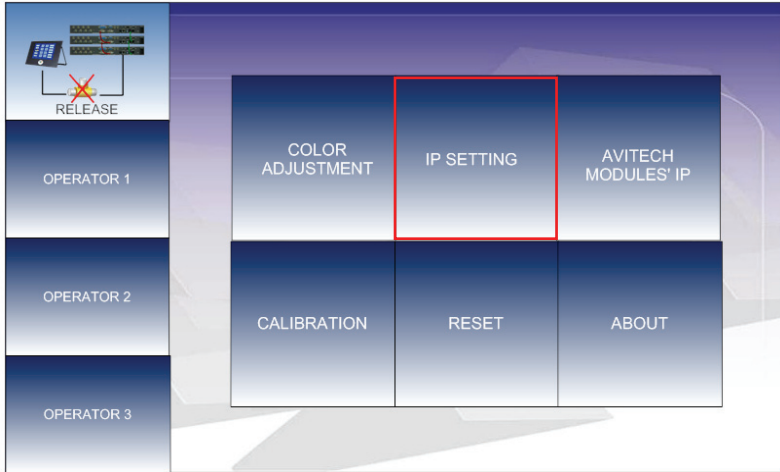 RELEASE
OPERATOR 1
OPERATOR 2
OPERATOR 3
COLOR
ADJUSTMENT
IP SETTING
AVITECH
MODULES' IP
CALIBRATION
RESET
ABOUT